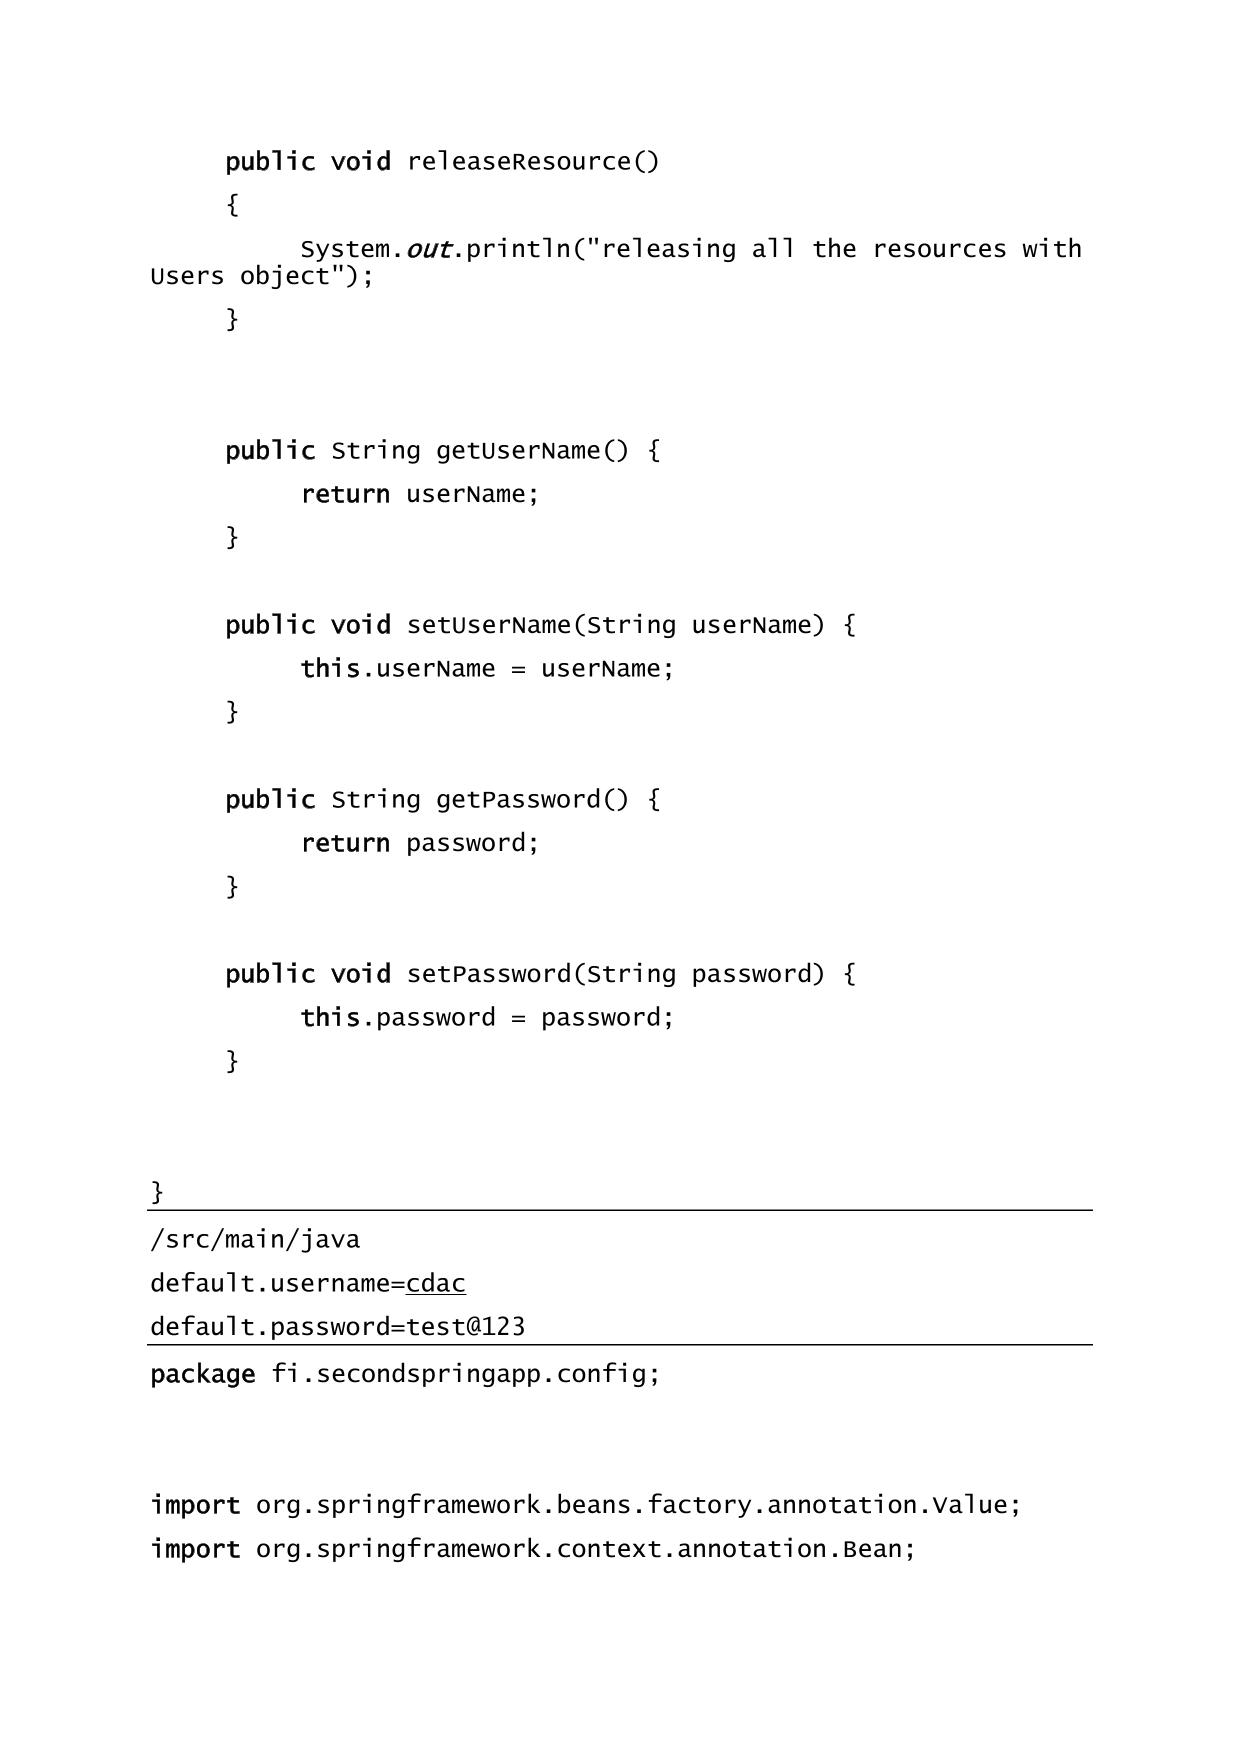 public void releaseResource()
{
System.out.println("releasing all the resources with
Users object");
}
public String getUserName() {
return userName;
}
public void setUserName(String userName) {
this.userName = userName;
}
public String getPassword() {
return password;
}
public void setPassword(String password) {
this.password = password;
}
}
/src/main/java
default.username=cdac
default.password=test@123
package fi.secondspringapp.config;
import org.springframework.beans.factory.annotation.Value;
import org.springframework.context.annotation.Bean;